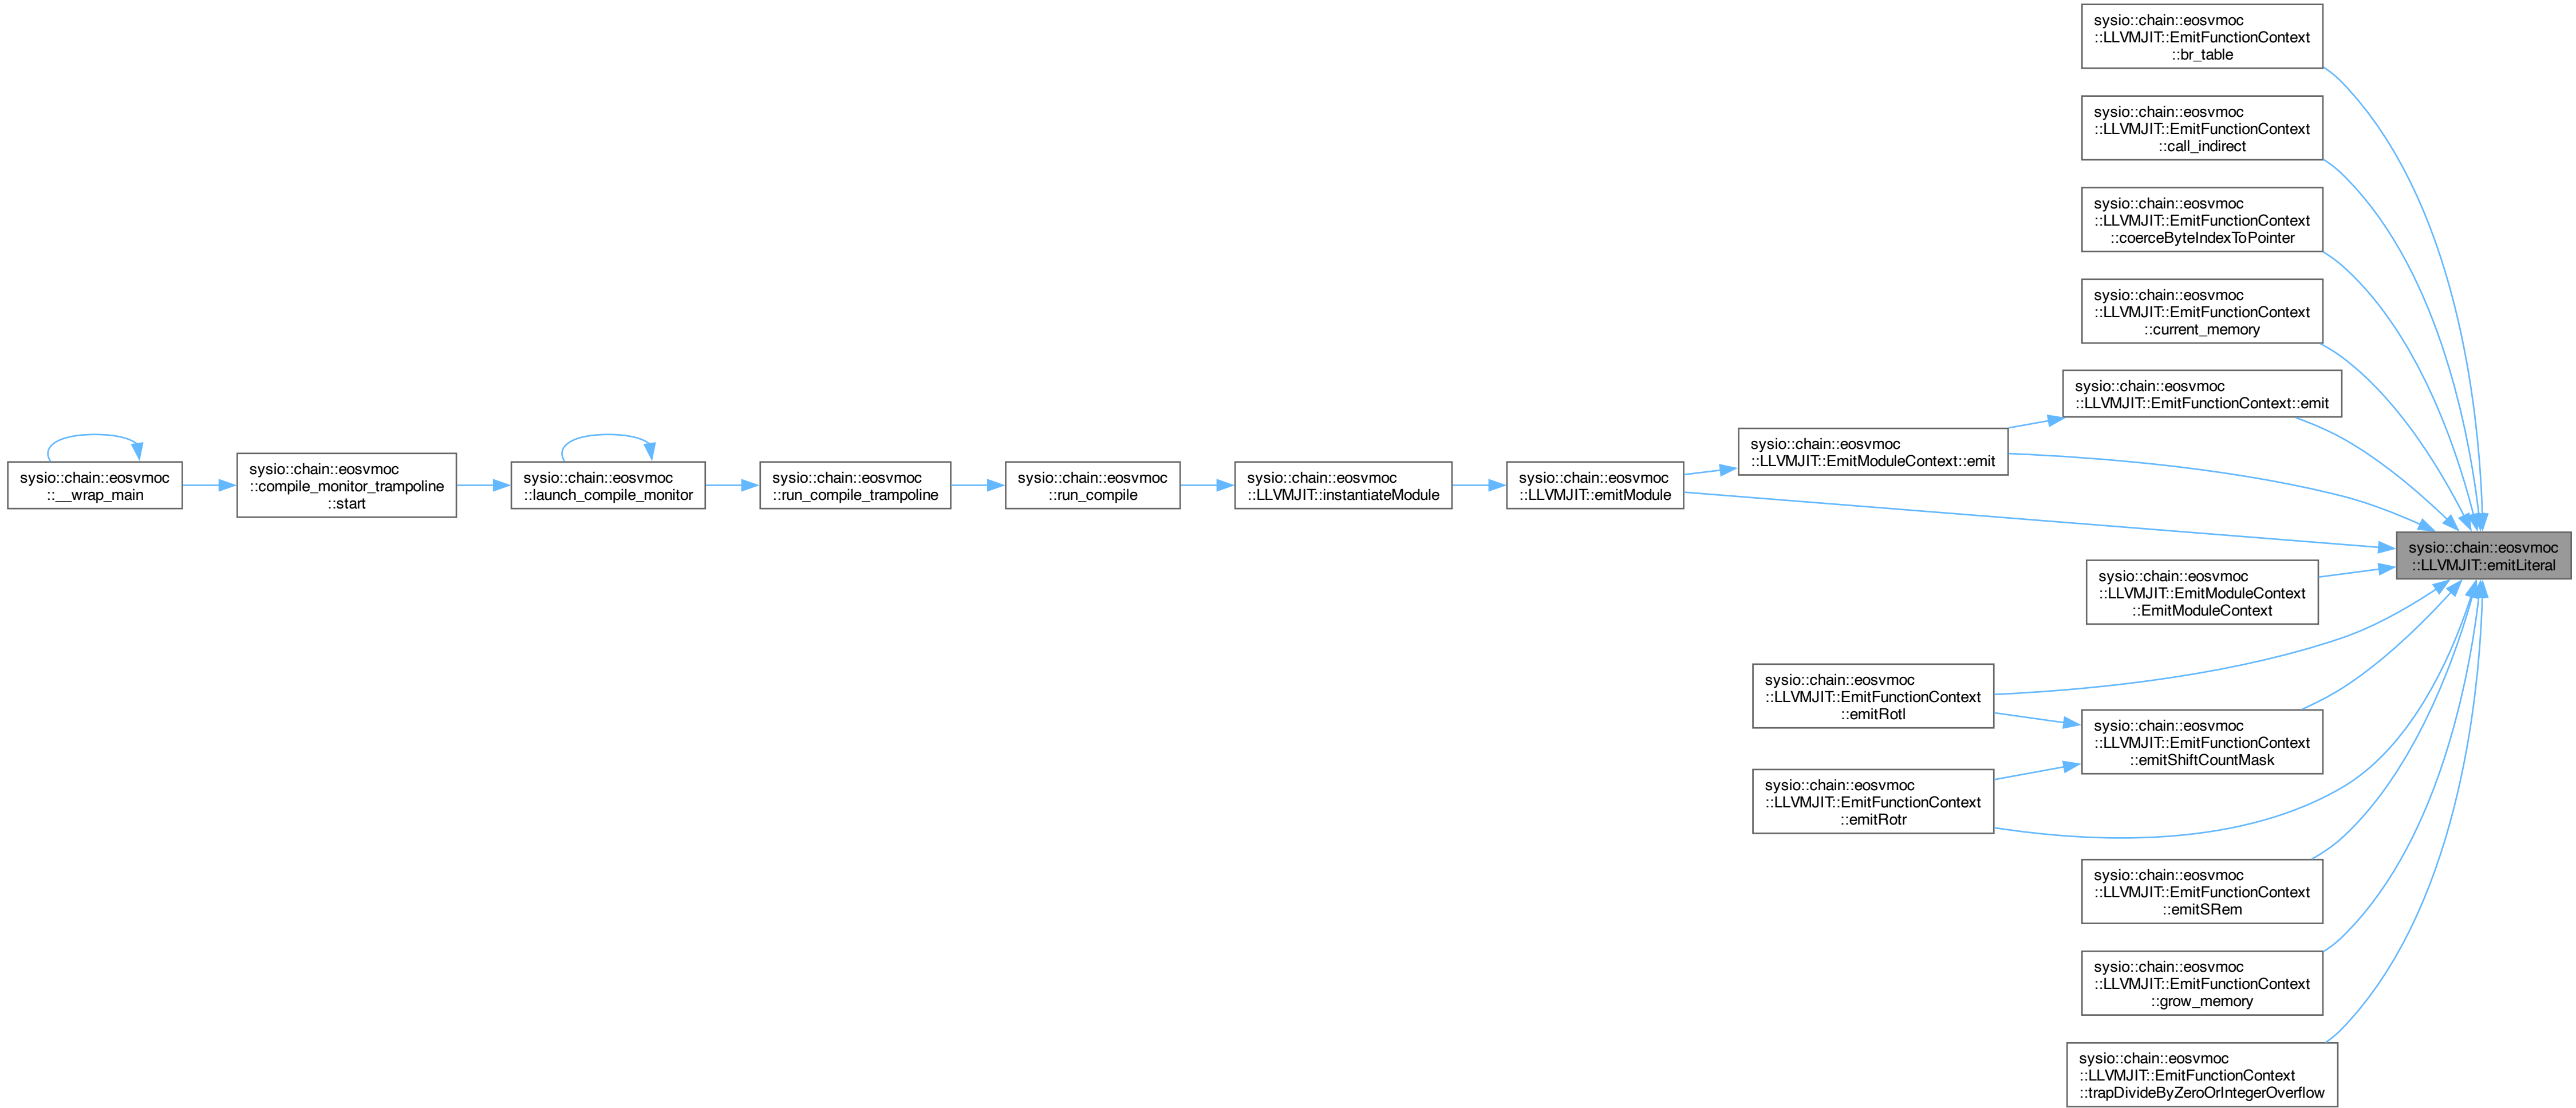 sysio::chain::eosvmoc
::__wrap_main
sysio::chain::eosvmoc
::compile_monitor_trampoline
::start
sysio::chain::eosvmoc
::launch_compile_monitor
sysio::chain::eosvmoc
::run_compile_trampoline
sysio::chain::eosvmoc
::run_compile
sysio::chain::eosvmoc
::LLVMJIT::instantiateModule
sysio::chain::eosvmoc
::LLVMJIT::emitModule
sysio::chain::eosvmoc
::LLVMJIT::EmitModuleContext::emit
sysio::chain::eosvmoc
::LLVMJIT::EmitFunctionContext
::emitRotl
sysio::chain::eosvmoc
::LLVMJIT::EmitFunctionContext
::emitRotr
sysio::chain::eosvmoc
::LLVMJIT::EmitFunctionContext
::br_table
sysio::chain::eosvmoc
::LLVMJIT::EmitFunctionContext
::call_indirect
sysio::chain::eosvmoc
::LLVMJIT::EmitFunctionContext
::coerceByteIndexToPointer
sysio::chain::eosvmoc
::LLVMJIT::EmitFunctionContext
::current_memory
sysio::chain::eosvmoc
::LLVMJIT::EmitFunctionContext::emit
sysio::chain::eosvmoc
::LLVMJIT::EmitModuleContext
::EmitModuleContext
sysio::chain::eosvmoc
::LLVMJIT::EmitFunctionContext
::emitShiftCountMask
sysio::chain::eosvmoc
::LLVMJIT::EmitFunctionContext
::emitSRem
sysio::chain::eosvmoc
::LLVMJIT::EmitFunctionContext
::grow_memory
sysio::chain::eosvmoc
::LLVMJIT::EmitFunctionContext
::trapDivideByZeroOrIntegerOverflow
sysio::chain::eosvmoc
::LLVMJIT::emitLiteral